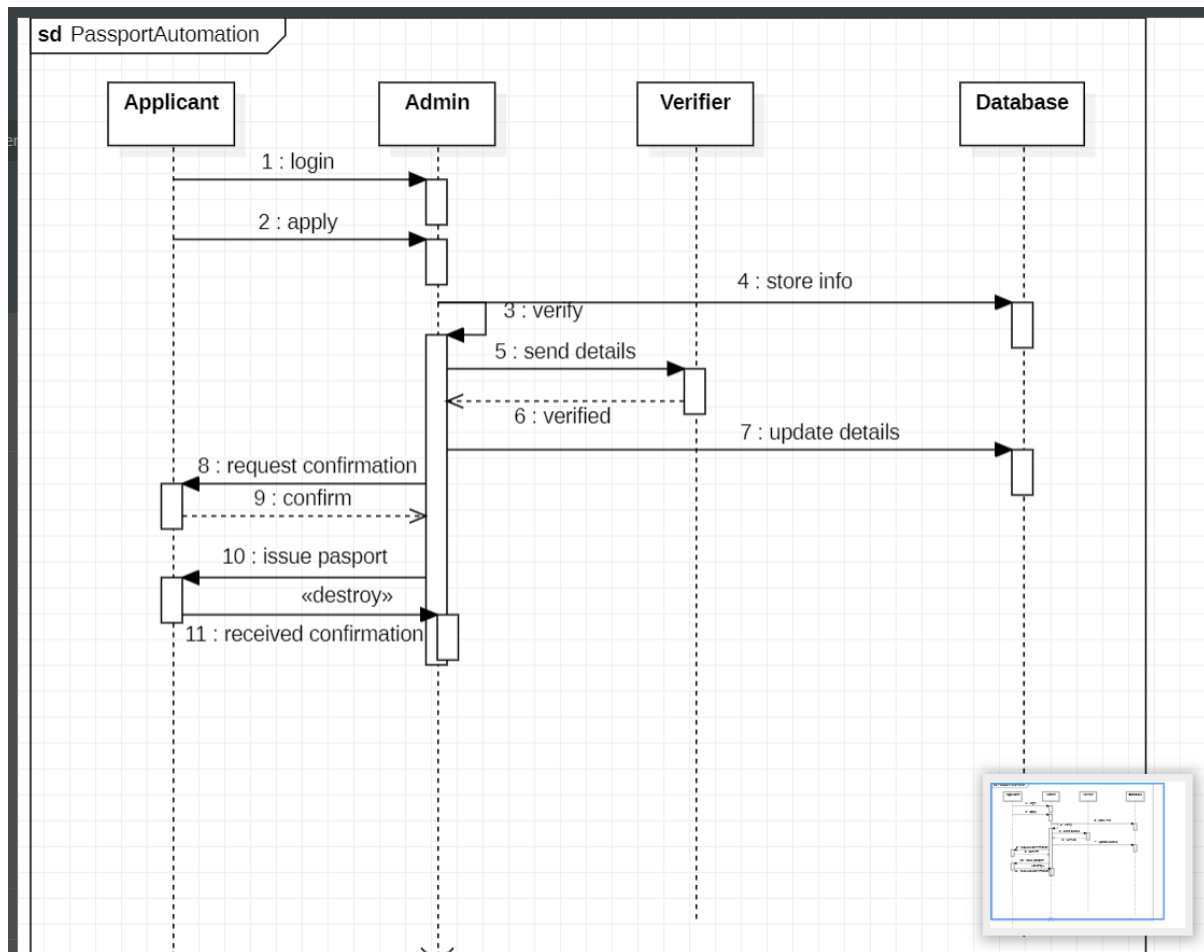 sd PassportAutomation
Applicant
Admin
Verifier
Database
1 : login
2 : apply
4 : store info
3 : verify
5 : send details
6 : verified
7 : update details
8 : request confirmation
9 : confirm
10 : issue pasport
«destroy»
11 : received confirmation